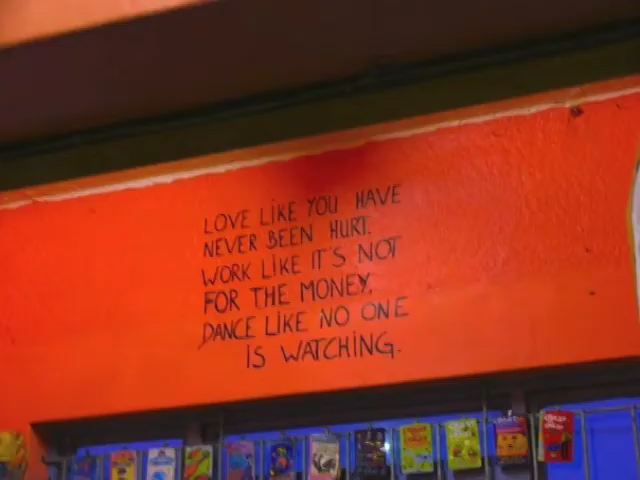 LOVE LIKE YOU HAVE
NEVER BEEN HURT.
WORK LIKE IT'S NOT
FOR THE MONEY,
DANCE LIKE NO ONE
IS WATCHING.